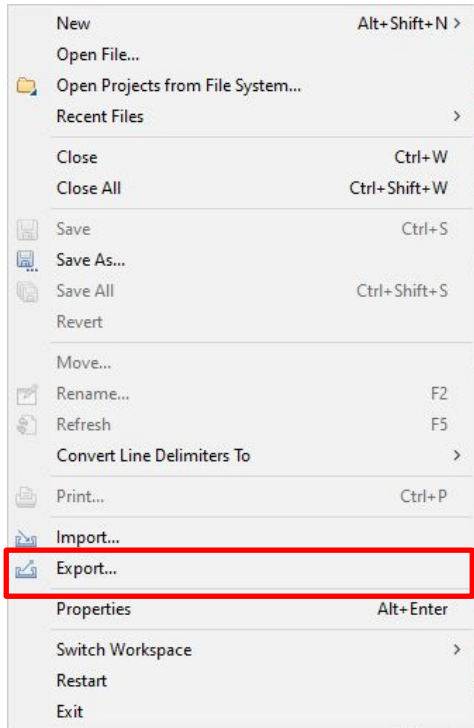 New Alt+Shift+N >
Open File...
Open Projects from File System...
Recent Files >
Close Ctrl+W
Close All Ctrl+Shift+W
Save Ctrl+S
Save As...
Save All Ctrl+Shift+S
Revert
Move...
Rename... F2
Refresh F5
Convert Line Delimiters To >
Print... Ctrl+P
Import...
Export...
Properties Alt+Enter
Switch Workspace >
Restart
Exit